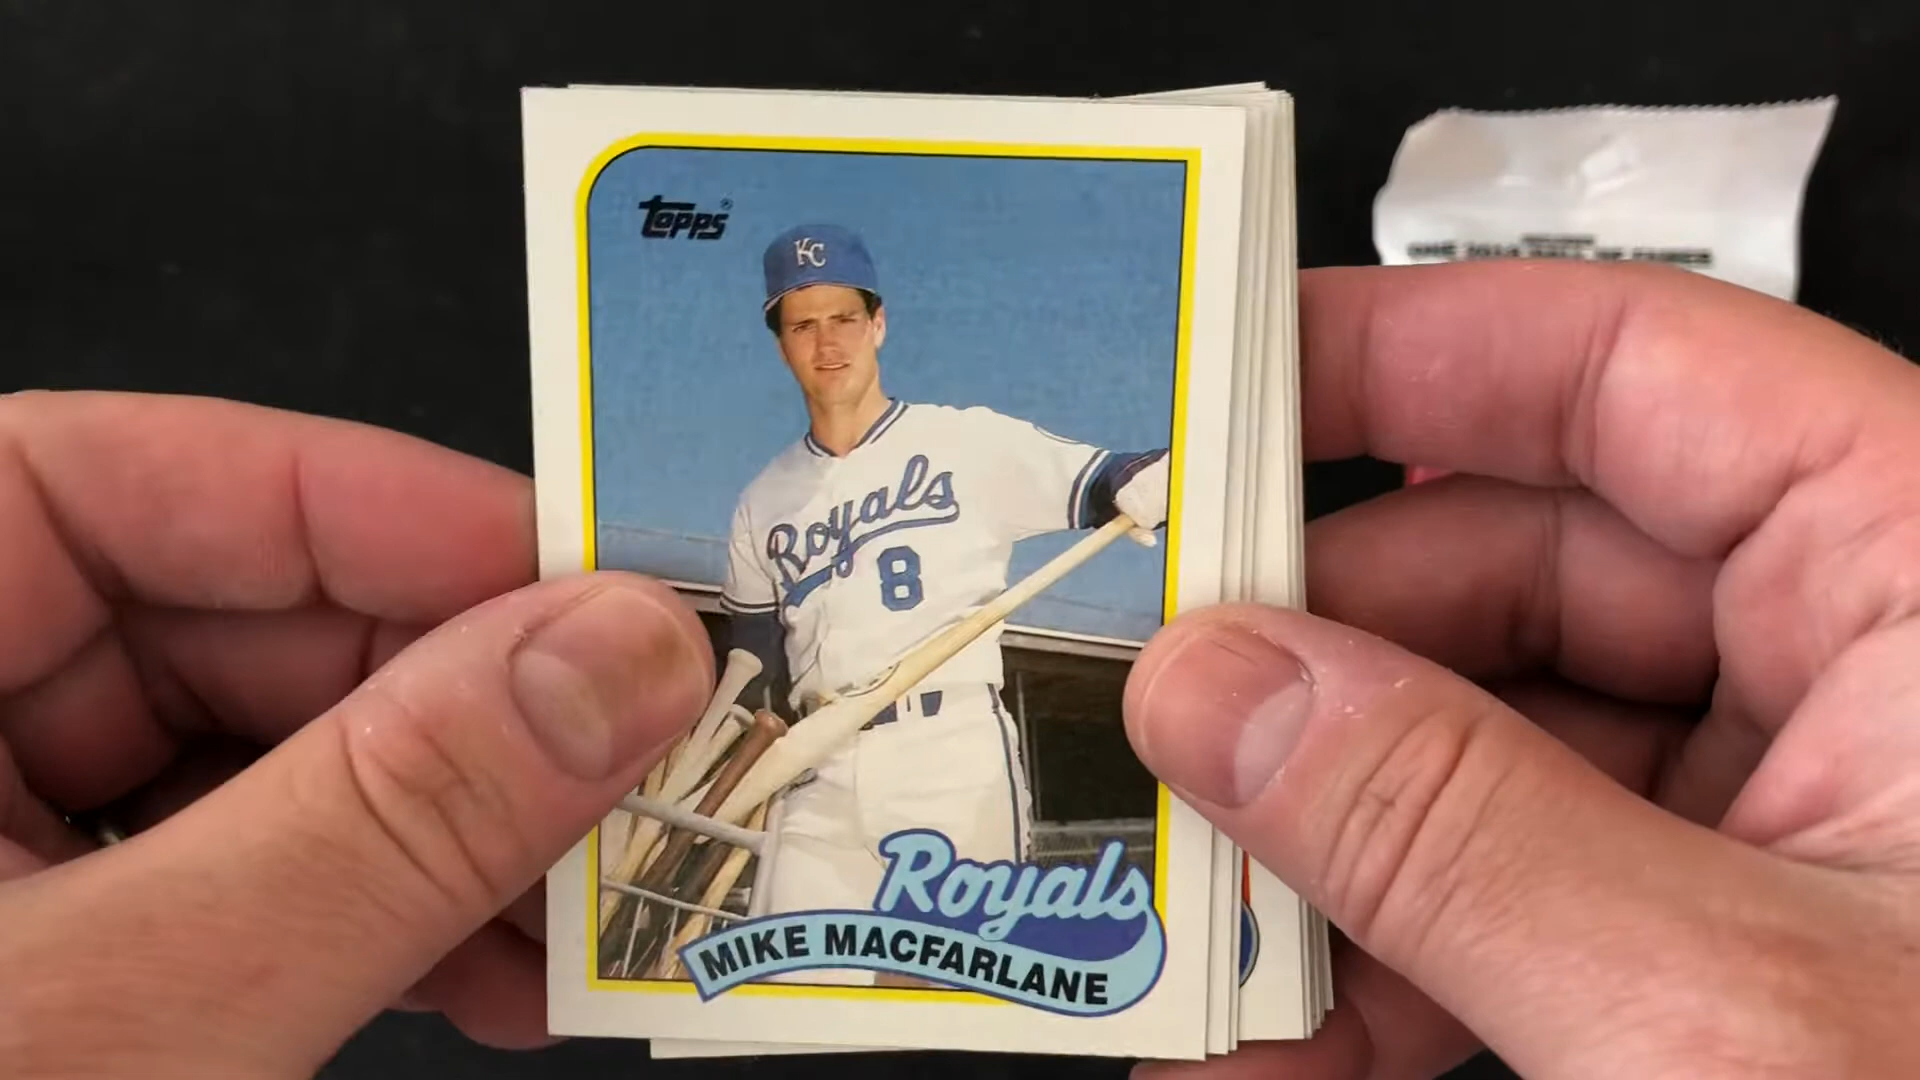 topps®
KC
Royals
8
Royals
MIKE MACFARLANE